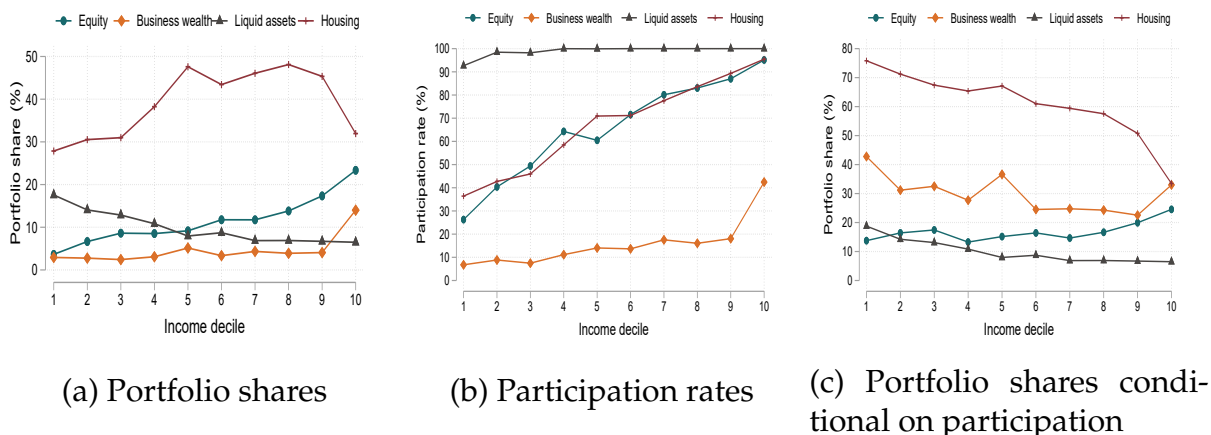 Equity Business wealth Liquid assets Housing
Portfolio share (%)
50
40
30
20
10
0
1 2 3 4 5 6 7 8 9 10
Income decile
(a) Portfolio shares
Equity Business wealth Liquid assets Housing
Participation rate (%)
100
90
80
70
60
50
40
30
20
10
0
1 2 3 4 5 6 7 8 9 10
Income decile
(b) Participation rates
Equity Business wealth Liquid assets Housing
Portfolio share (%)
80
70
60
50
40
30
20
10
0
1 2 3 4 5 6 7 8 9 10
Income decile
(c) Portfolio shares condi-
tional on participation